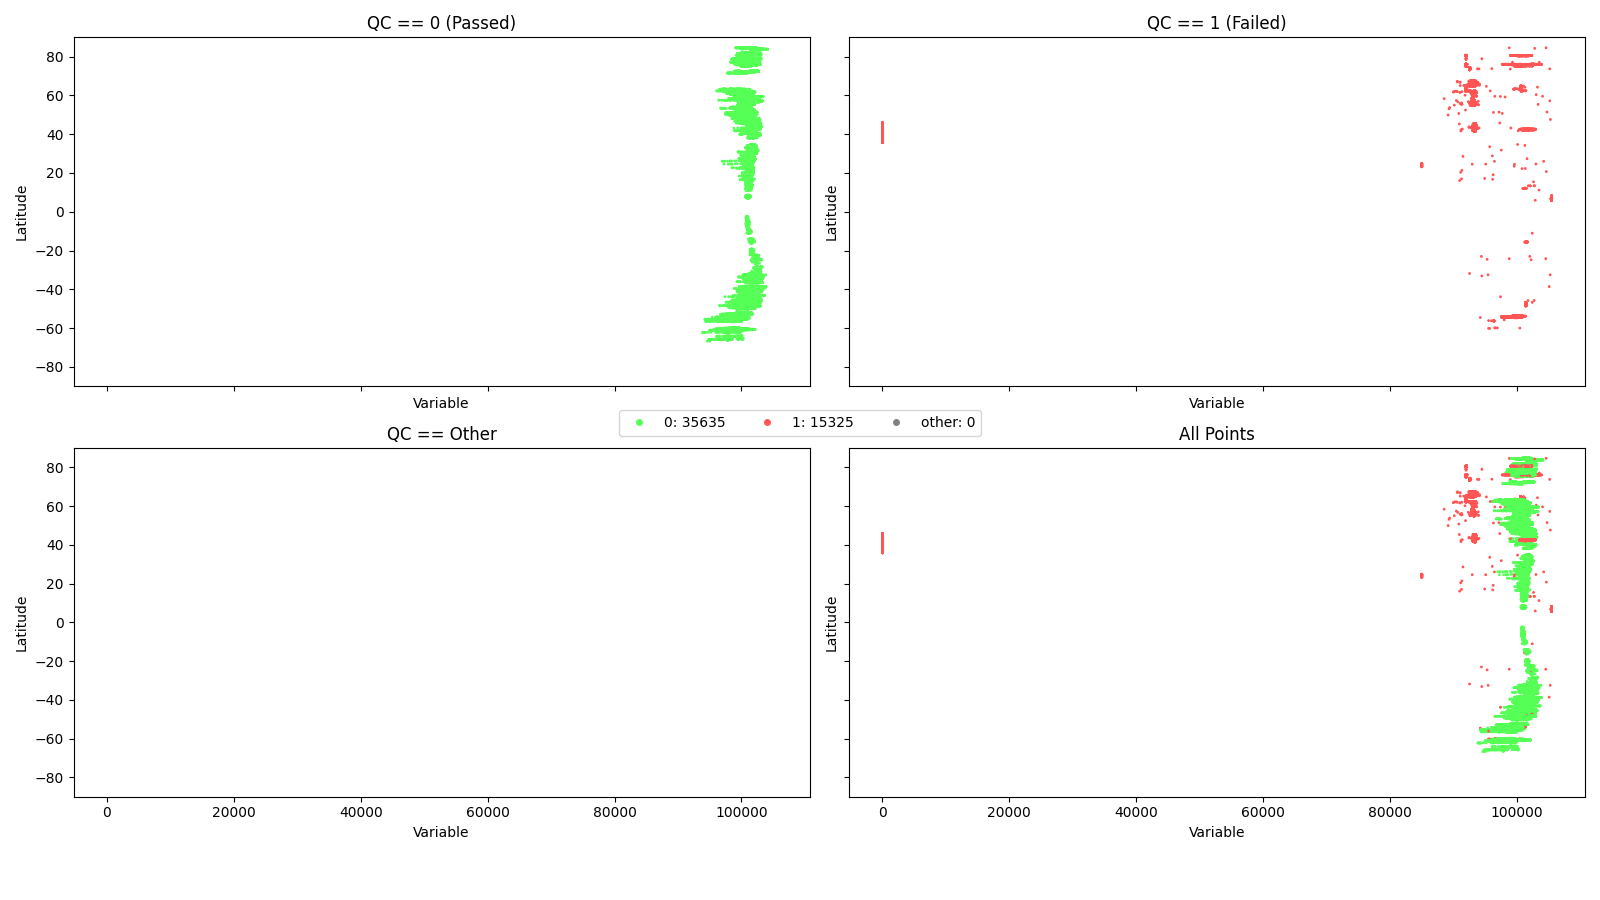 QC == 0 (Passed)
QC == 1 (Failed)
80
60
40
20
0
−20
−40
−60
−80
Latitude
Latitude
Variable
Variable
0: 35635
1: 15325
other: 0
QC == Other
All Points
80
60
40
20
0
−20
−40
−60
−80
Latitude
Latitude
0
20000
40000
60000
80000
100000
0
20000
40000
60000
80000
100000
Variable
Variable